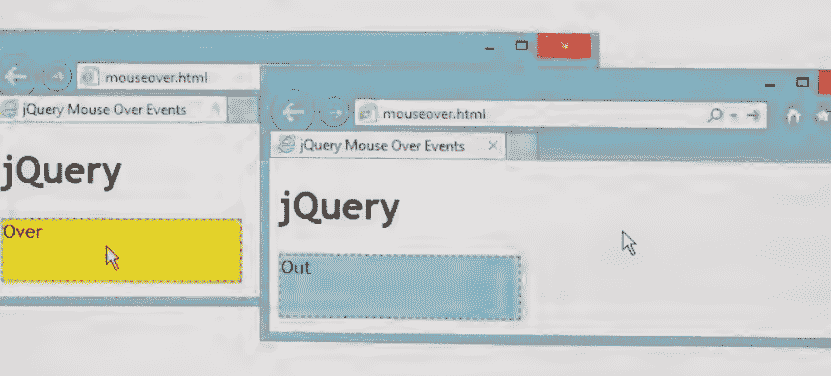 mouseover.html
jQuery Mouse Over Events
jQuery
Over
mouseover.html
jQuery Mouse Over Events
jQuery
Out